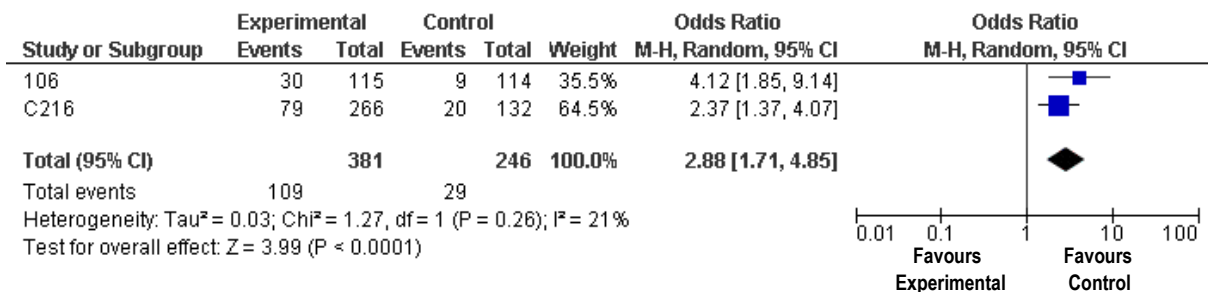 Experimental Control Odds Ratio Odds Ratio
Study or Subgroup Events Total Events Total Weight M-H, Random, 95% CI M-H, Random, 95% CI
106 30 115 9 114 35.5% 4.12 [1.85, 9.14]
C216 79 266 20 132 64.5% 2.37 [1.37, 4.07]
Total (95% CI) 381 246 100.0% 2.88 [1.71, 4.85]
Total events 109 29
Heterogeneity: Tau² = 0.03; Chi² = 1.27, df = 1 (P = 0.26); I² = 21%
Test for overall effect: Z = 3.99 (P < 0.0001)
0.01 0.1 1 10 100
Favours Favours
Experimental Control